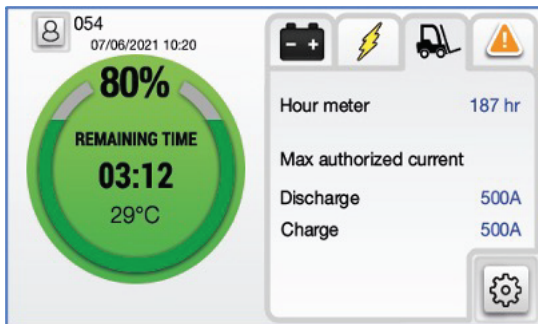 054
07/06/2021 10:20
80%
REMAINING TIME
03:12
29°C
Hour meter 187 hr
Max authorized current
Discharge 500A
Charge 500A